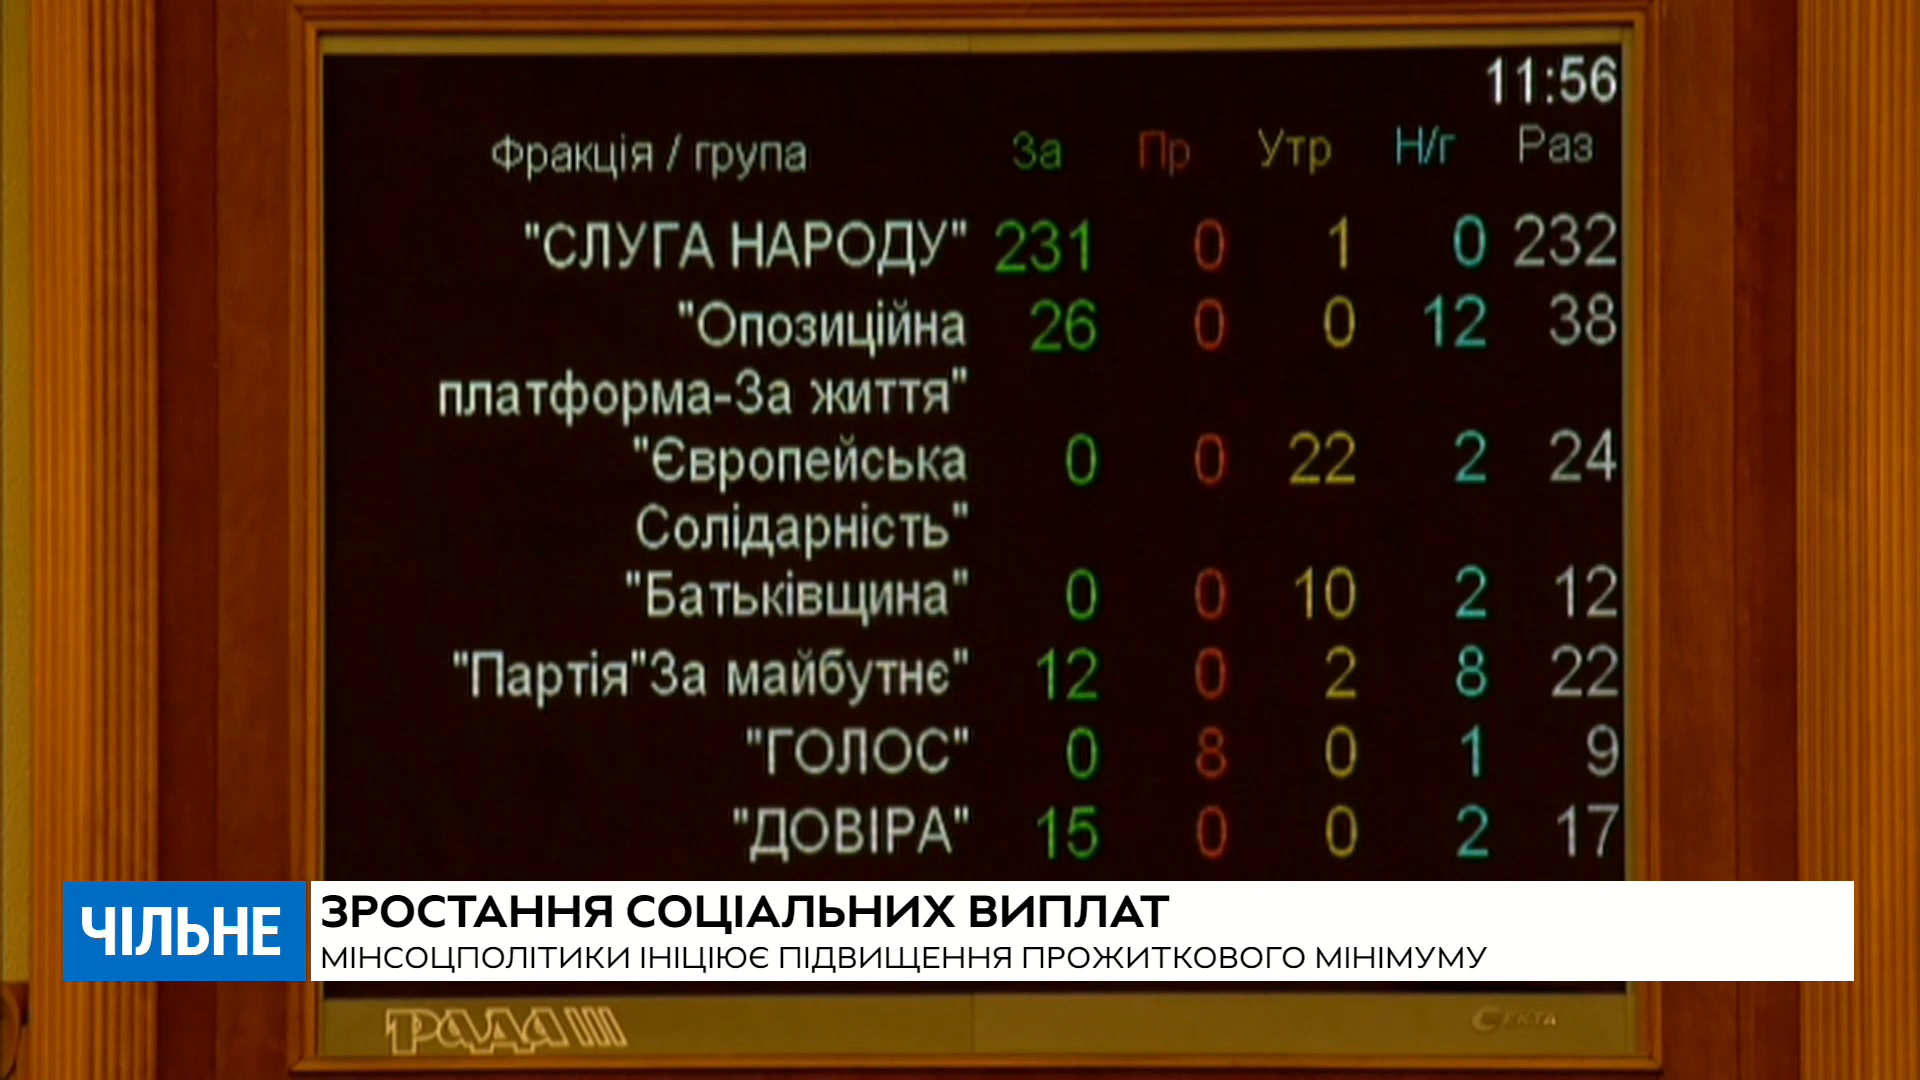 11:56
Фракція / група За Пр Утр Н/г Раз
"СЛУГА НАРОДУ" 231 0 1 0 232
"Опозиційна 26 0 0 12 38
платформа-За життя"
"Європейська 0 0 22 2 24
Солідарність"
"Батьківщина" 0 0 10 2 12
"Партія"За майбутнє" 12 0 2 8 22
"ГОЛОС" 0 8 0 1 9
"ДОВІРА" 15 0 0 2 17
ЧІЛЬНЕ
ЗРОСТАННЯ СОЦІАЛЬНИХ ВИПЛАТ
МІНСОЦПОЛІТИКИ ІНІЦІЮЄ ПІДВИЩЕННЯ ПРОЖИТКОВОГО МІНІМУМУ
РАДА III
СЕКТА